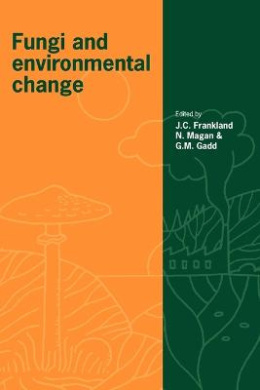 Fungi and
environmental
change
Edited by
J.C. Frankland
N. Magan &
G.M. Gadd